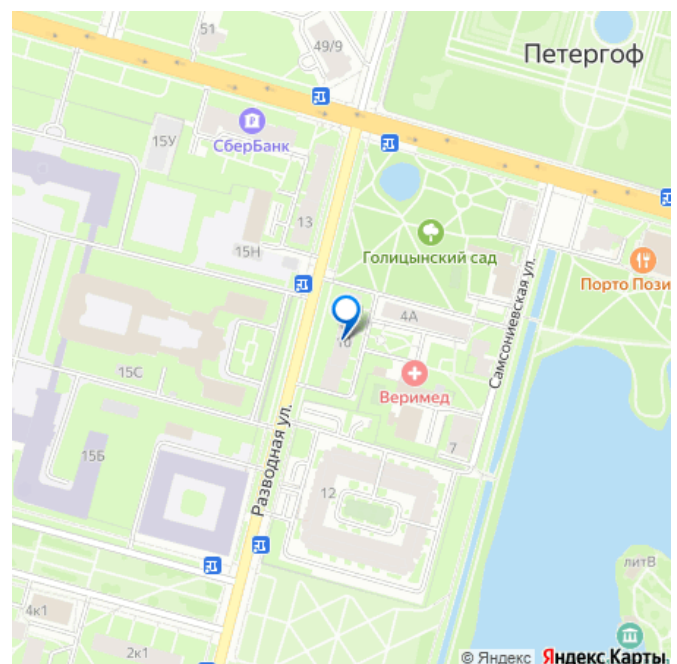 51
49/9
Петергоф
СберБанк
15У
13
15Н
Голицынский сад
Порто Пози
Самсониевская ул.
4А
15С
Веримед
7
15Б
Разводная ул.
12
литВ
4к1
2к1
© Яндекс Яндекс.Карты